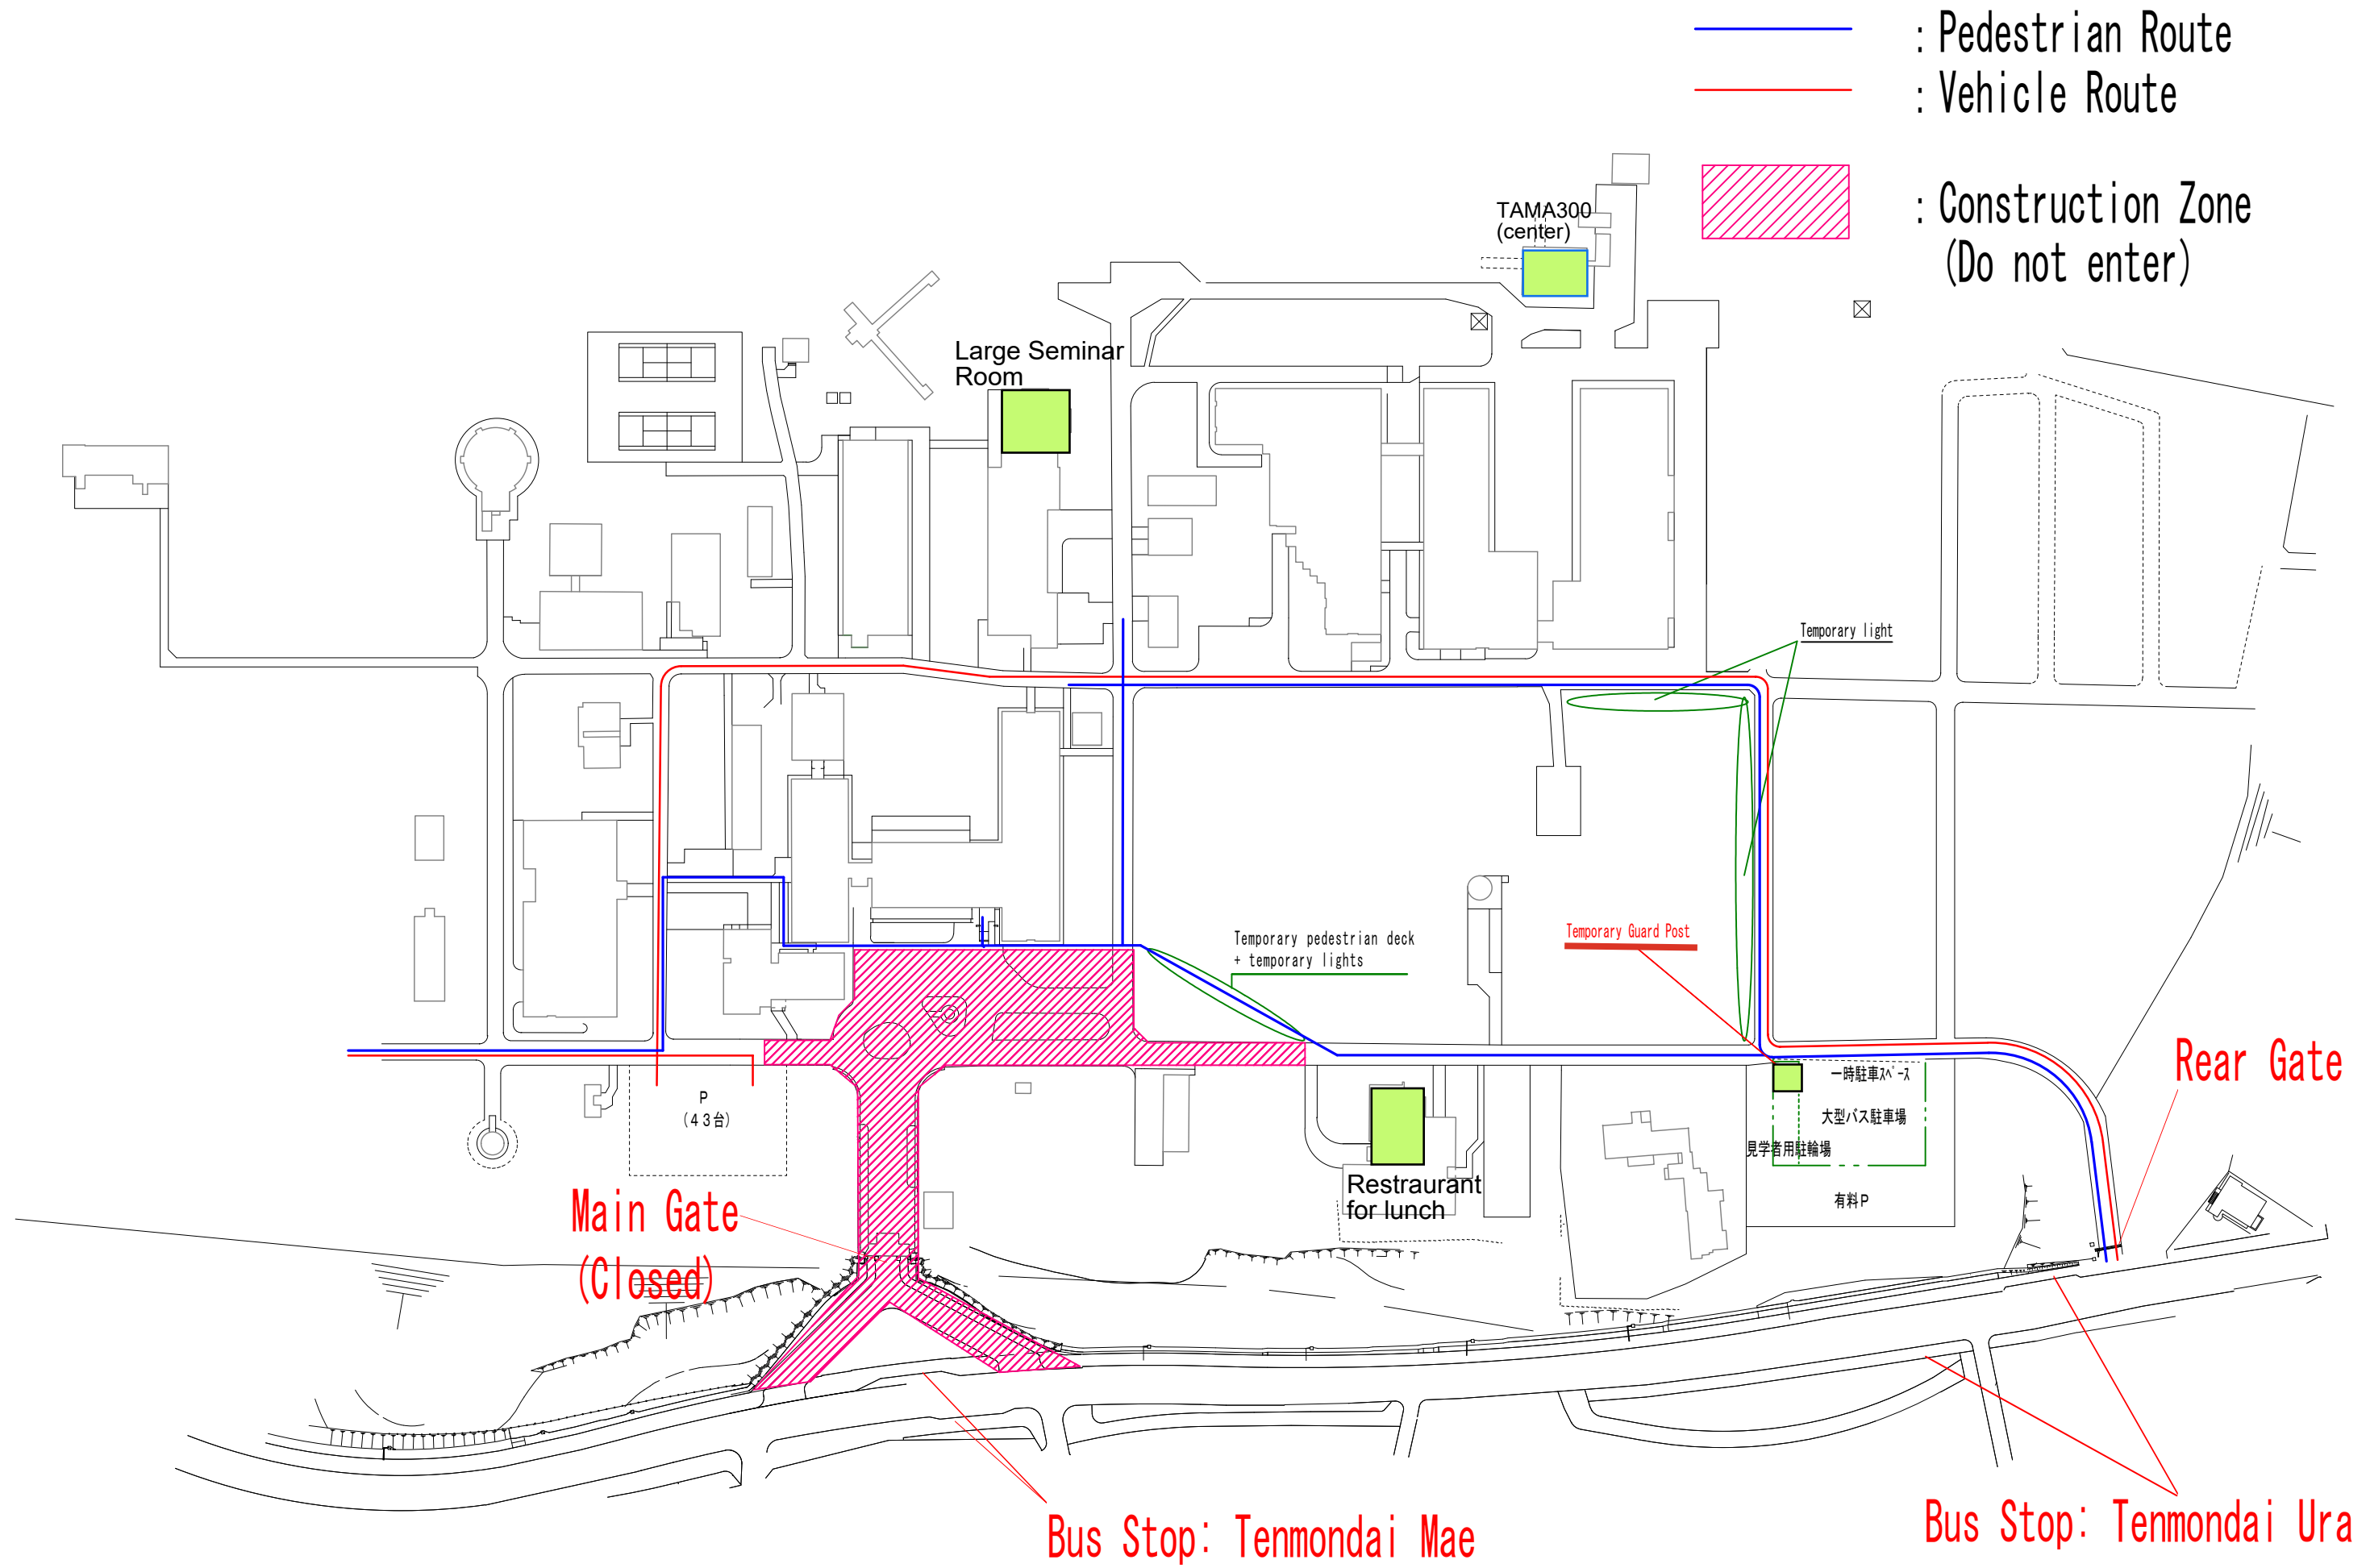 : Pedestrian Route
: Vehicle Route
: Construction Zone
(Do not enter)
TAMA300
(center)
Large Seminar
Room
Temporary light
Temporary pedestrian deck
+ temporary lights
Temporary Guard Post
Rear Gate
一時駐車スペース
大型バス駐車場
見学者用駐輪場
有料P
P
(43台)
Restraurant
for lunch
Main Gate
(Closed)
Bus Stop: Tenmondai Mae
Bus Stop: Tenmondai Ura